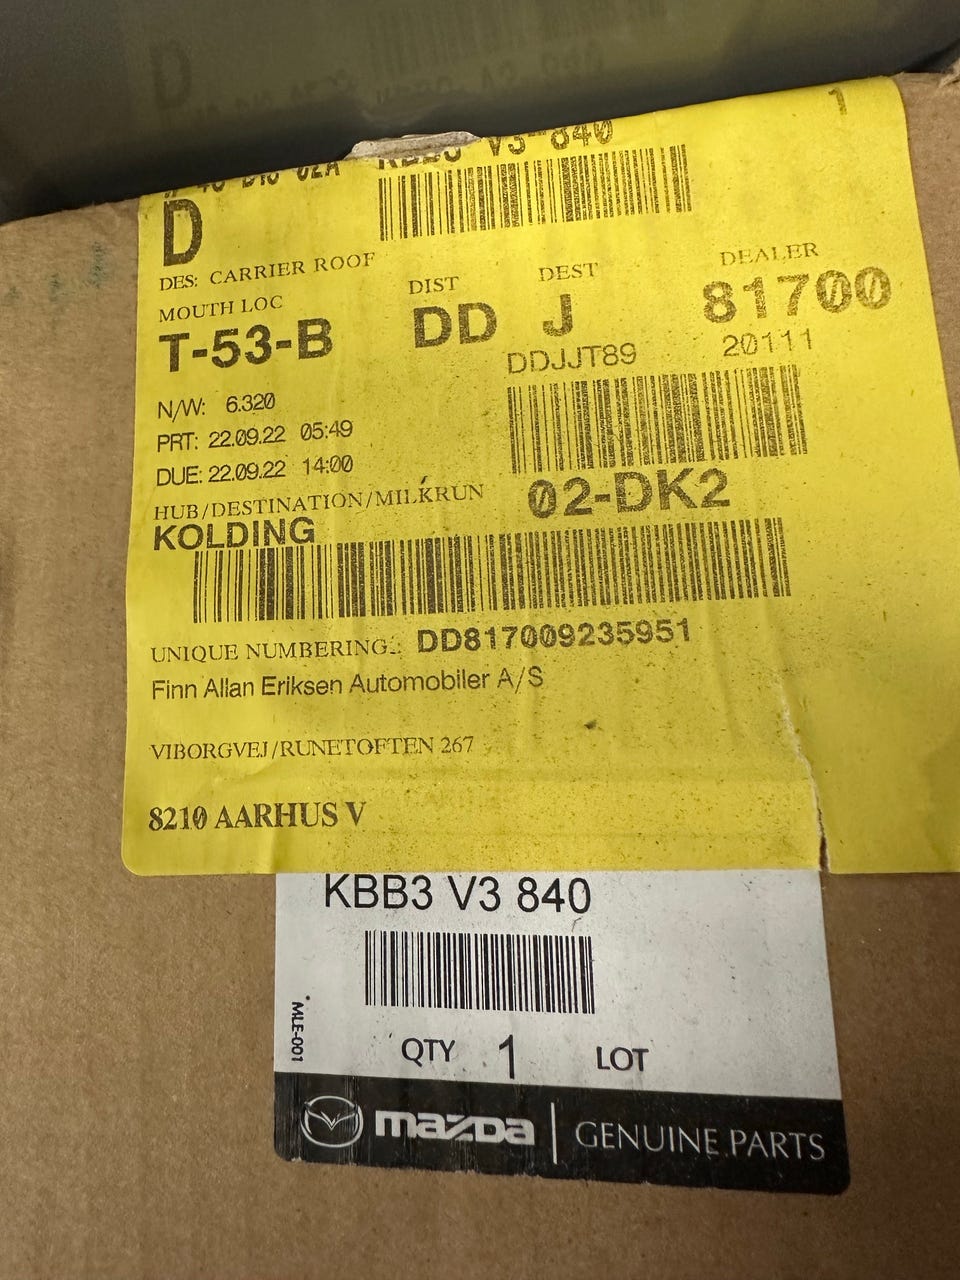 1
KBB3 V3-840
D
DES: CARRIER ROOF
MOUTH LOC
T-53-B
DIST
DD
DEST
J
DEALER
81700
DDJJT89
20111
N/W: 6.320
PRT: 22.09.22 05:49
DUE: 22.09.22 14:00
HUB/DESTINATION/MILKRUN
02-DK2
KOLDING
UNIQUE NUMBERING.: DD817009235951
Finn Allan Eriksen Automobiler A/S
VIBORGVEJ/RUNETOFTEN 267
8210 AARHUS V
KBB3 V3 840
MLE-001
QTY 1 LOT
mazda | GENUINE PARTS